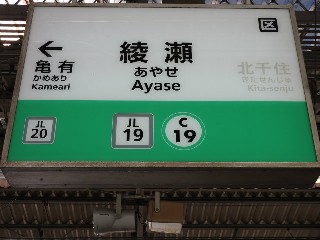 区
綾瀬
あやせ
Ayase
←
亀有
かめあり
Kameari
北千住
きたせんじゅ
Kita-senju
JL
20
JL
19
C
19